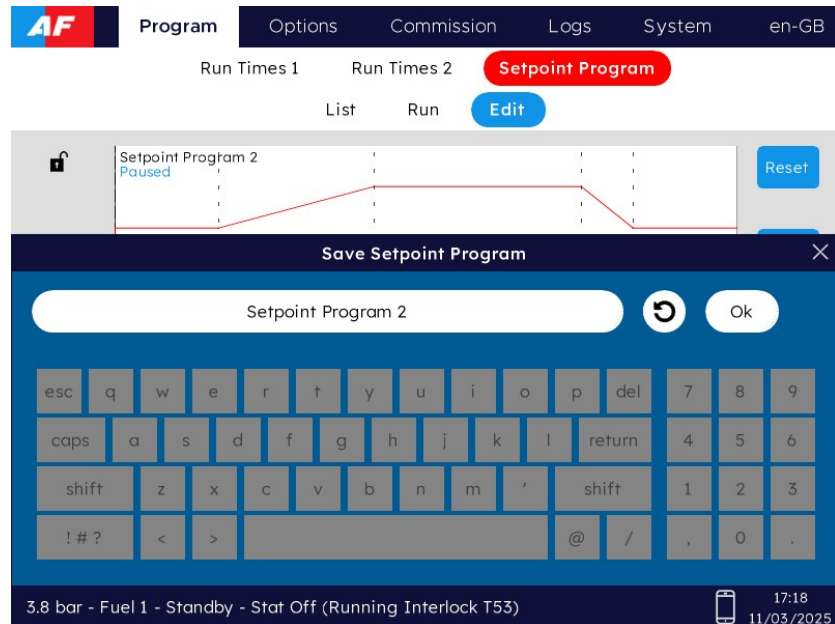 AF Program Options Commission Logs System en-GB
Run Times 1 Run Times 2 Setpoint Program
List Run Edit
Setpoint Program 2
Paused
Reset
Save Setpoint Program
Setpoint Program 2 Ok
esc q w e r t y u i o p del 7 8 9
caps a s d f g h j k l return 4 5 6
shift z x c v b n m ' shift 1 2 3
!#? < > @ / , 0 .
3.8 bar - Fuel 1 - Standby - Stat Off (Running Interlock T53)
17:18
11/03/2025